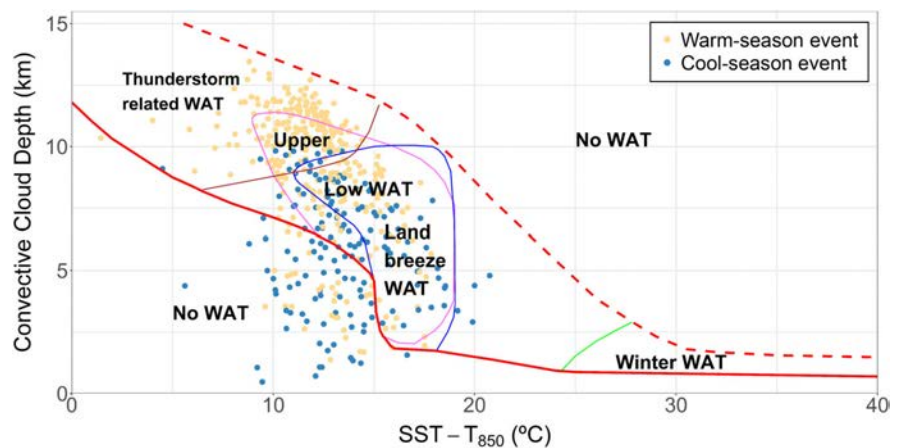 15
10
5
0
Convective Cloud Depth (km)
Warm-season event
Cool-season event
Thunderstorm
related WAT
Upper
No WAT
Low WAT
Land
breeze
WAT
No WAT
Winter WAT
0 10 20 30 40
SST – T850 (ºC)